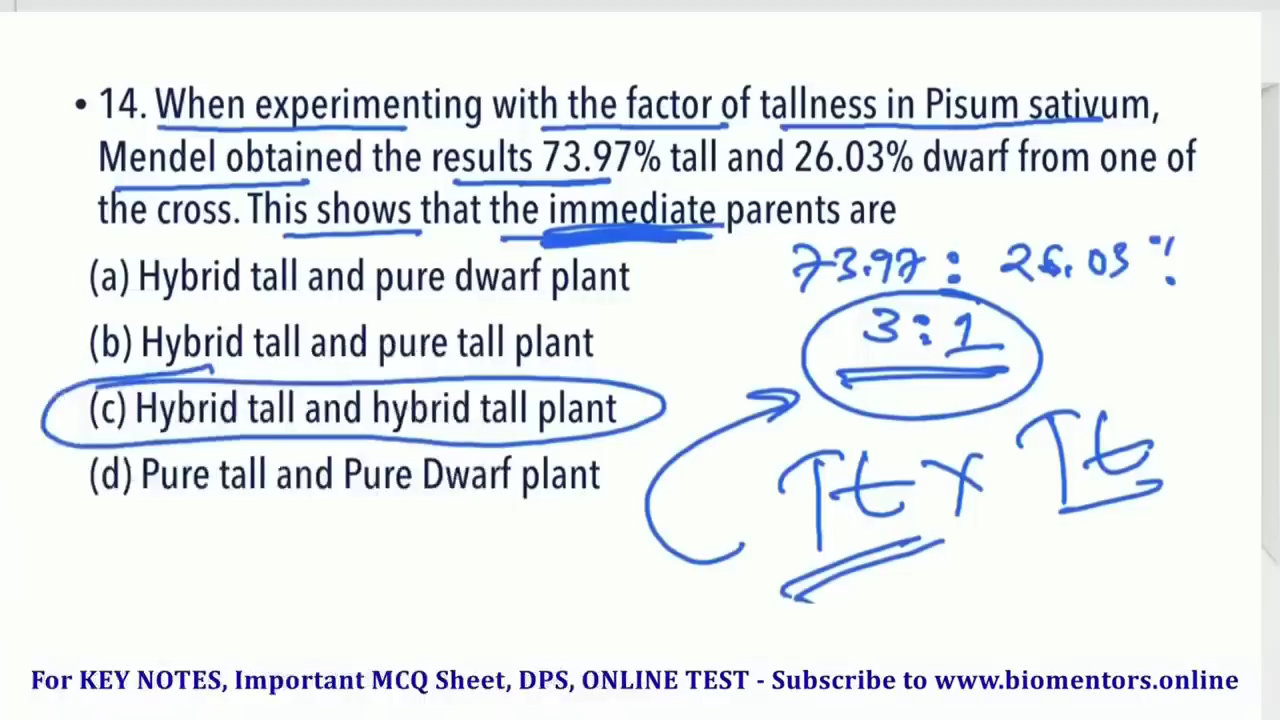 • 14. When experimenting with the factor of tallness in Pisum sativum,
Mendel obtained the results 73.97% tall and 26.03% dwarf from one of
the cross. This shows that the immediate parents are
(a) Hybrid tall and pure dwarf plant
(b) Hybrid tall and pure tall plant
(c) Hybrid tall and hybrid tall plant
(d) Pure tall and Pure Dwarf plant
73.97 : 26.03 %
3 : 1
Tt x Tt
For KEY NOTES, Important MCQ Sheet, DPS, ONLINE TEST - Subscribe to www.biomentors.online